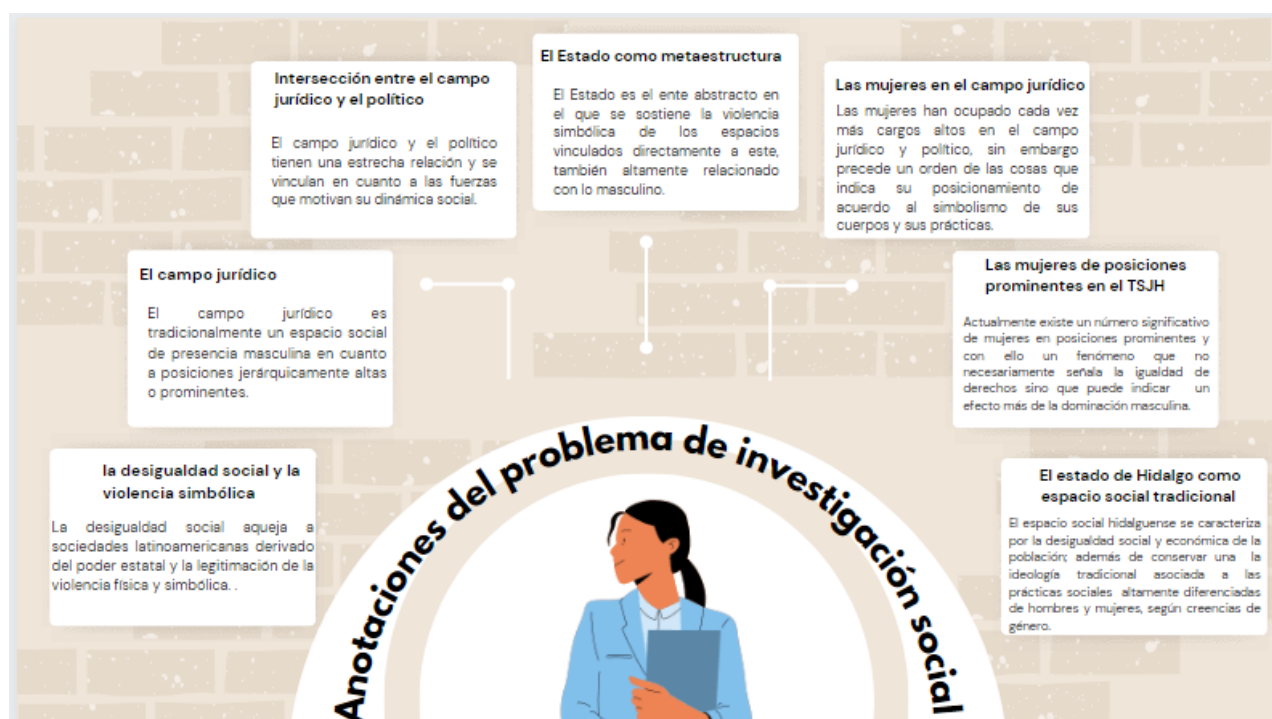 El Estado como metaestructura
El Estado es el ente abstracto en
el que se sostiene la violencia
simbólica de los espacios
vinculados directamente a este,
también altamente relacionado
con lo masculino.
Intersección entre el campo
jurídico y el político
El campo jurídico y el político
tienen una estrecha relación y se
vinculan en cuanto a las fuerzas
que motivan su dinámica social.
Las mujeres en el campo jurídico
Las mujeres han ocupado cada vez
más cargos altos en el campo
jurídico y político, sin embargo
precede un orden de las cosas que
indica su posicionamiento de
acuerdo al simbolismo de sus
cuerpos y sus prácticas.
El campo jurídico
El campo jurídico es
tradicionalmente un espacio social
de presencia masculina en cuanto
a posiciones jerárquicamente altas
o prominentes.
Las mujeres de posiciones
prominentes en el TSJH
Actualmente existe un número significativo
de mujeres en posiciones prominentes y
con ello un fenómeno que no
necesariamente señala la igualdad de
derechos sino que puede indicar un
efecto más de la dominación masculina.
la desigualdad social y la
violencia simbólica
La desigualdad social aqueja a
sociedades latinoamericanas derivado
del poder estatal y la legitimación de la
violencia física y simbólica. .
El estado de Hidalgo como
espacio social tradicional
El espacio social hidalguense se caracteriza
por la desigualdad social y económica de la
población; además de conservar una la
ideología tradicional asociada a las
prácticas sociales altamente diferenciadas
de hombres y mujeres, según creencias de
género.
Anotaciones del problema de investigación social